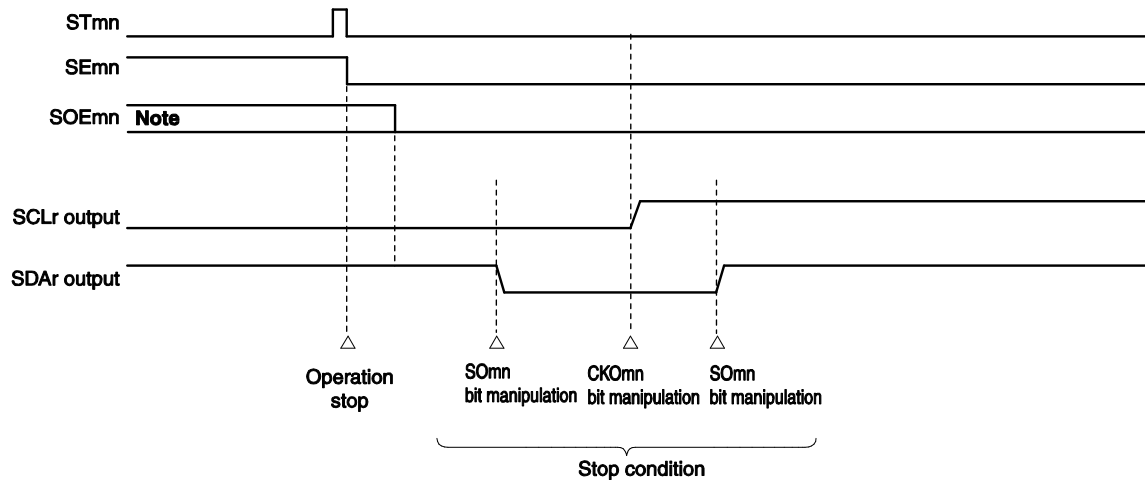 STmn
SEmn
SOEmn Note
SCLr output
SDAr output
Operation
stop
SOmn
bit manipulation
CKOmn
bit manipulation
SOmn
bit manipulation
Stop condition